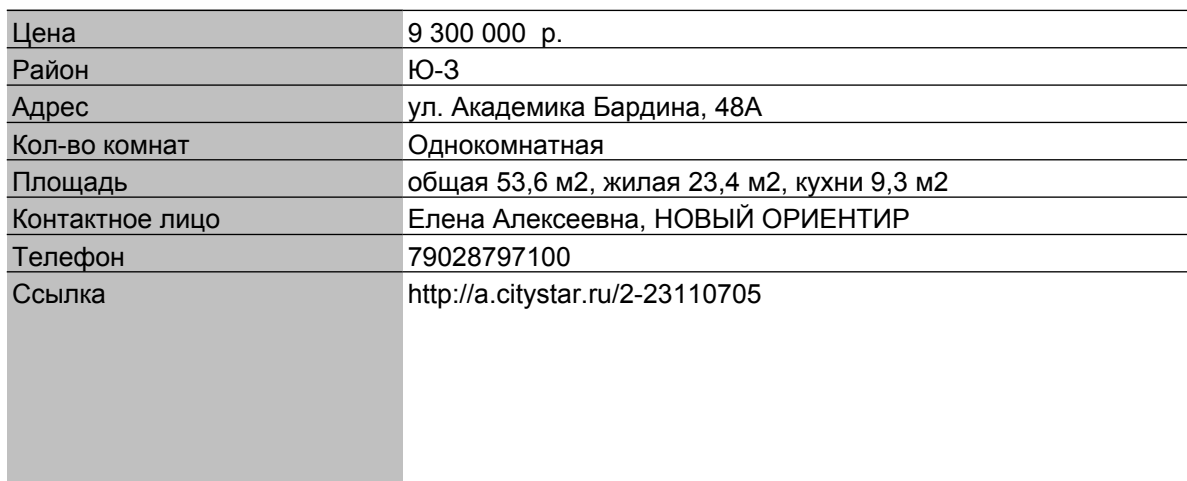 Цена 9 300 000 р.
Район Ю-З
Адрес ул. Академика Бардина, 48А
Кол-во комнат Однокомнатная
Площадь общая 53,6 м2, жилая 23,4 м2, кухни 9,3 м2
Контактное лицо Елена Алексеевна, НОВЫЙ ОРИЕНТИР
Телефон 79028797100
Ссылка http://a.citystar.ru/2-23110705